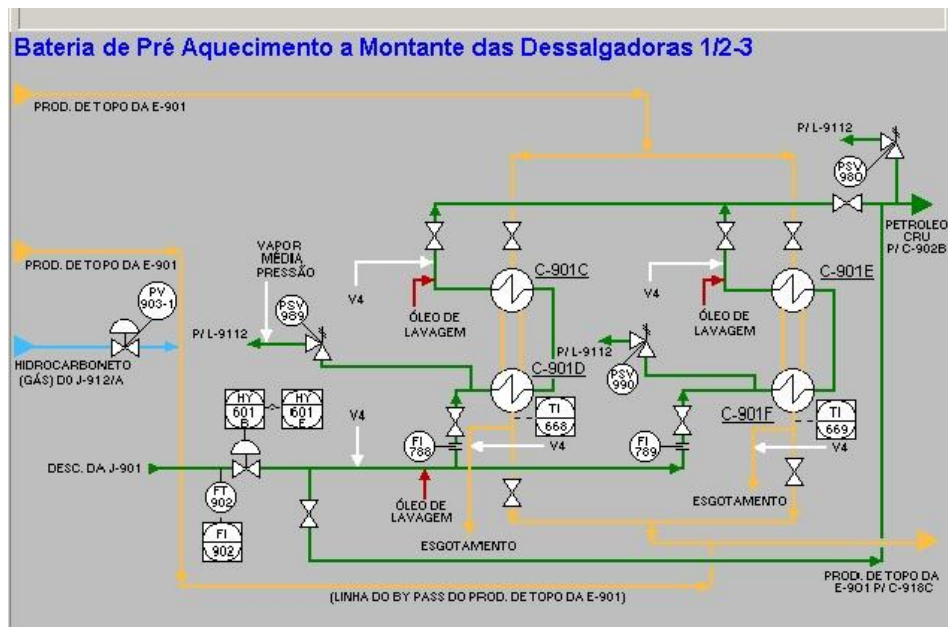 Bateria de Pré Aquecimento a Montante das Dessalgadoras 1/2-3
PROD. DE TOPO DA E-901
P/ L-9112
PSV
980
PETROLEO
CRU
P/ C-902B
PROD. DE TOPO DA E-901
VAPOR
MÉDIA
PRESSÃO
V4
ÓLEO DE
LAVAGEM
C-901C
V4
ÓLEO DE
LAVAGEM
C-901E
PV
903-1
PSV
989
P/ L-9112
P/ L-9112
PSV
990
HIDROCARBONETO
(GÁS) DO J-912/A
C-901D
C-901F
HY
601
B
HY
601
E
V4
FI
788
TI
668
V4
FI
789
TI
669
V4
DESC. DA J-901
FT
902
FI
902
ÓLEO DE
LAVAGEM
ESGOTAMENTO
ESGOTAMENTO
PROD. DE TOPO DA
E-901 P/ C-918C
(LINHA DO BY PASS DO PROD. DE TOPO DA E-901)